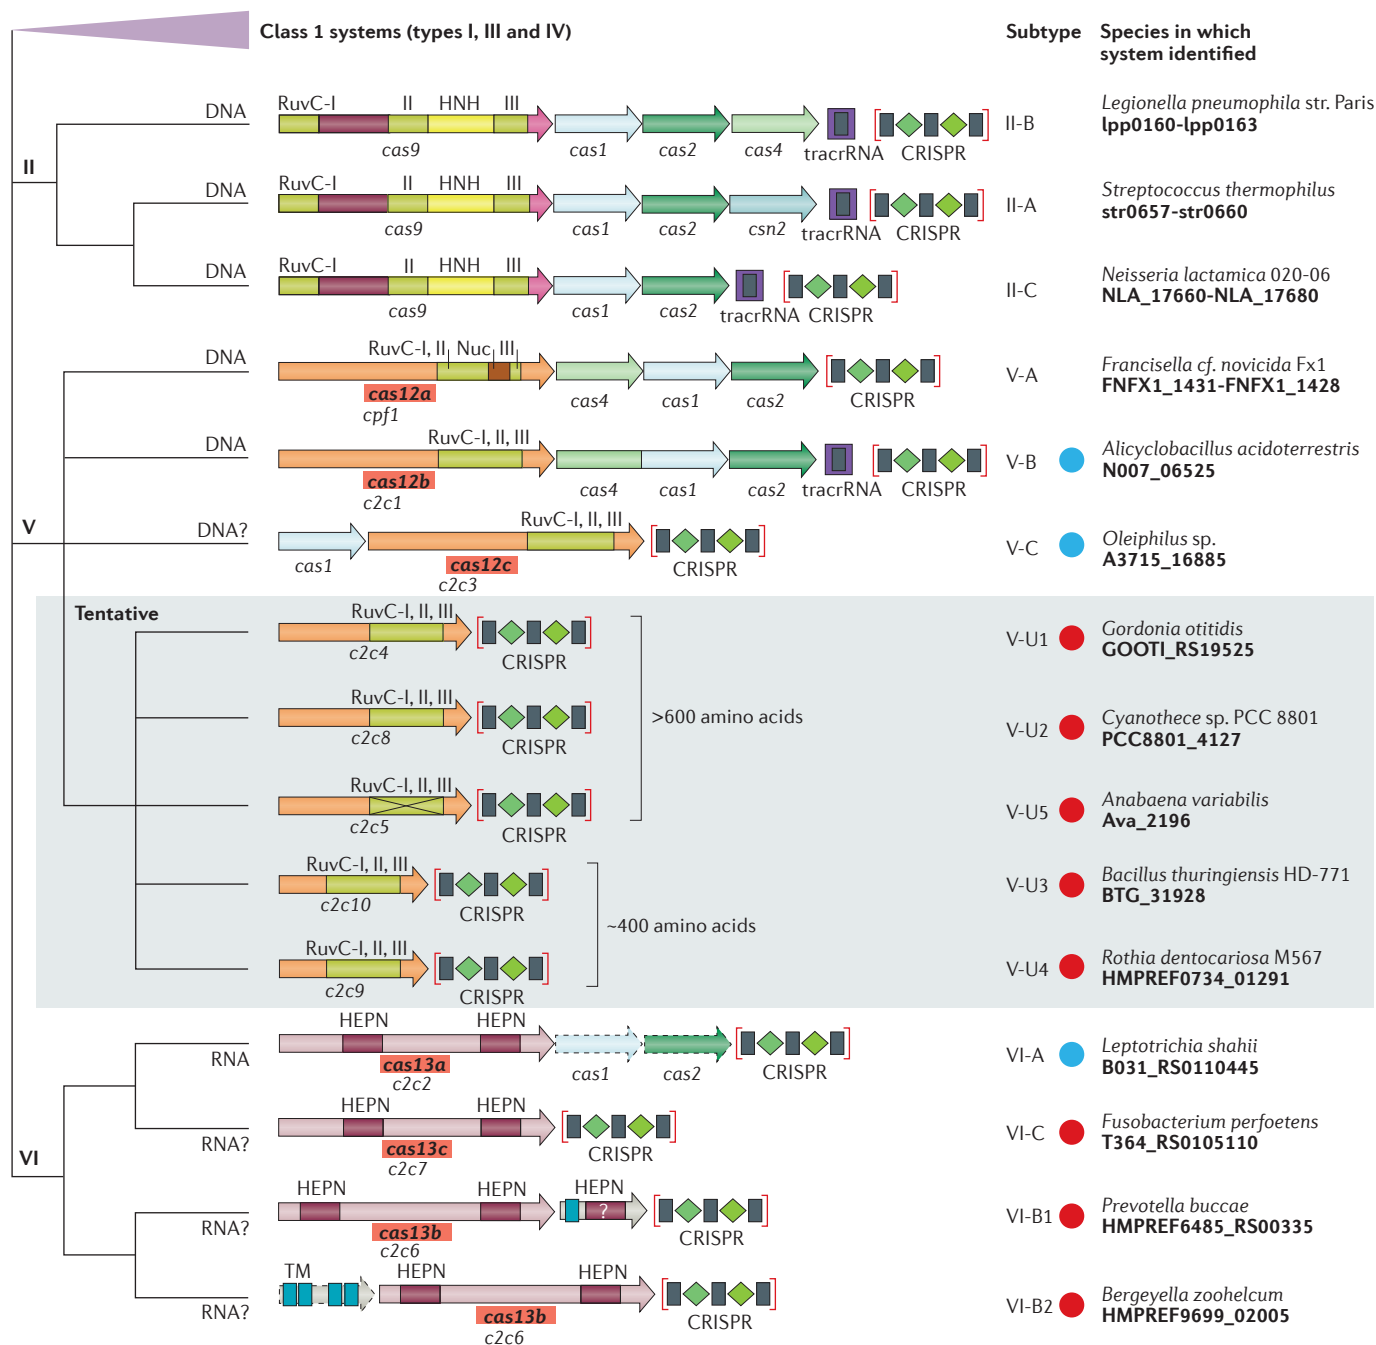 Class 1 systems (types I, III and IV)
Subtype
Species in which
system identified
II
DNA
RuvC-I II HNH III
cas9 cas1 cas2 cas4 tracrRNA CRISPR
II-B
Legionella pneumophila str. Paris
lpp0160-lpp0163
DNA
RuvC-I II HNH III
cas9 cas1 cas2 csn2 tracrRNA CRISPR
II-A
Streptococcus thermophilus
str0657-str0660
DNA
RuvC-I II HNH III
cas9 cas1 cas2 tracrRNA CRISPR
II-C
Neisseria lactamica 020-06
NLA_17660-NLA_17680
V
DNA
RuvC-I, II Nuc III
cas12a cas4 cas1 cas2 CRISPR
cpf1
V-A
Francisella cf. novicida Fx1
FNFX1_1431-FNFX1_1428
DNA
RuvC-I, II, III
cas12b cas4 cas1 cas2 tracrRNA CRISPR
c2c1
V-B
Alicyclobacillus acidoterrestris
N007_06525
DNA?
RuvC-I, II, III
cas1 cas12c CRISPR
c2c3
V-C
Oleiphilus sp.
A3715_16885
Tentative
RuvC-I, II, III
c2c4 CRISPR
V-U1
Gordonia otitidis
GOOTI_RS19525
RuvC-I, II, III
c2c8 CRISPR
>600 amino acids
V-U2
Cyanothece sp. PCC 8801
PCC8801_4127
RuvC-I, II, III
c2c5 CRISPR
V-U5
Anabaena variabilis
Ava_2196
RuvC-I, II, III
c2c10 CRISPR
~400 amino acids
V-U3
Bacillus thuringiensis HD-771
BTG_31928
RuvC-I, II, III
c2c9 CRISPR
V-U4
Rothia dentocariosa M567
HMPREF0734_01291
VI
RNA
HEPN HEPN
cas13a cas1 cas2 CRISPR
c2c2
VI-A
Leptotrichia shahii
B031_RS0110445
RNA?
HEPN HEPN
cas13c CRISPR
c2c7
VI-C
Fusobacterium perfoetens
T364_RS0105110
RNA?
HEPN HEPN HEPN
?
cas13b CRISPR
c2c6
VI-B1
Prevotella buccae
HMPREF6485_RS00335
RNA?
TM HEPN HEPN
cas13b CRISPR
c2c6
VI-B2
Bergeyella zoohelcum
HMPREF9699_02005